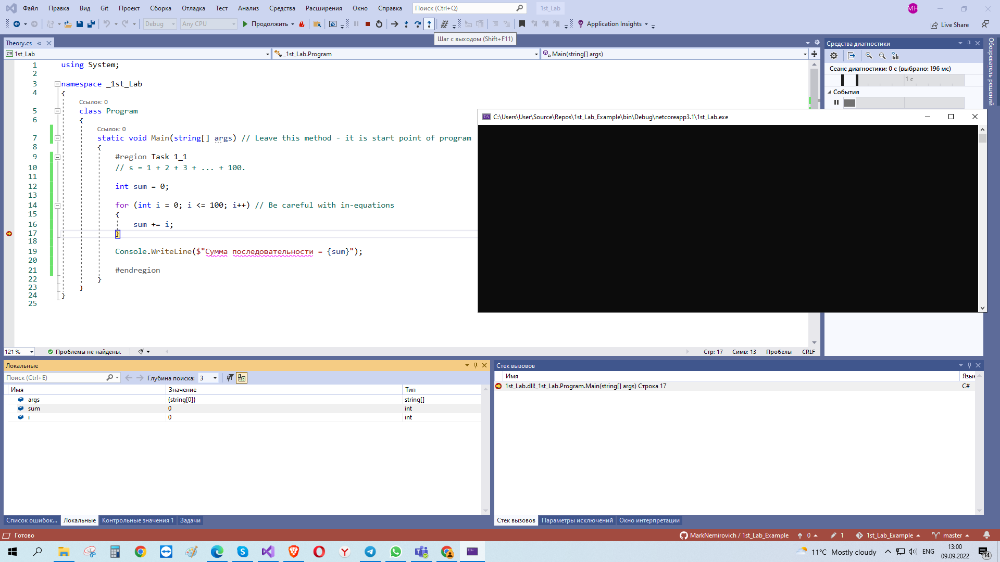 Файл Правка Вид Git Проект Сборка Отладка Тест Анализ Средства Расширения Окно Справка Поиск (Ctrl+Q) 1st_Lab MH
Debug Any CPU Продолжить Application Insights Live Share
Шаг с выходом (Shift+F11)
Theory.cs
C# 1st_Lab _1st_Lab.Program Main(string[] args)
1 using System;
2
3 namespace _1st_Lab
4 {
Ссылок: 0
5 class Program
6 {
Ссылок: 0
7 static void Main(string[] args) // Leave this method - it is start point of program
8 {
9 #region Task 1_1
10 // s = 1 + 2 + 3 + ... + 100.
11
12 int sum = 0;
13
14 for (int i = 0; i <= 100; i++) // Be careful with in-equations
15 {
16 sum += i;
17 }
18
19 Console.WriteLine($"Сумма последовательности = {sum}");
20
21 #endregion
22 }
23 }
24 }
25
121 % Проблемы не найдены. Стр: 17 Симв: 13 Пробелы CRLF
Средства диагностики
Сеанс диагностики: 0 с (выбрано: 196 мс)
1 с
События
Обозреватель решений
C:\Users\User\Source\Repos\1st_Lab_Example\bin\Debug\netcoreapp3.1\1st_Lab.exe
Локальные
Поиск (Ctrl+E) Глубина поиска: 3
Имя Значение Тип
args {string[0]} string[]
sum 0 int
i 0 int
Список ошибок... Локальные Контрольные значения 1 Задачи
Стек вызовов
Имя Язык
1st_Lab.dll!_1st_Lab.Program.Main(string[] args) Строка 17 C#
Стек вызовов Параметры исключений Окно интерпретации
Готово MarkNemirovich / 1st_Lab_Example 0 1 1st_Lab_Example master
11°C Mostly cloudy ENG 13:00
09.09.2022 14